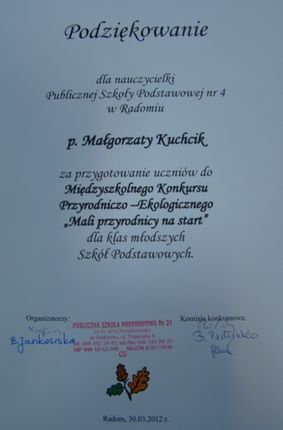 Podziękowanie
dla nauczycielki
Publicznej Szkoły Podstawowej nr 4
w Radomiu
p. Małgorzaty Kuchcik
za przygotowanie uczniów do
Międzyszkolnego Konkursu
Przyrodniczo –Ekologicznego
„Mali przyrodnicy na start”
dla klas młodszych
Szkół Podstawowych.
Organizatorzy:
Komisja konkursowa:
B. Jankowska
PUBLICZNA SZKOŁA PODSTAWOWA Nr 21
Radom, 30.03.2012 r.